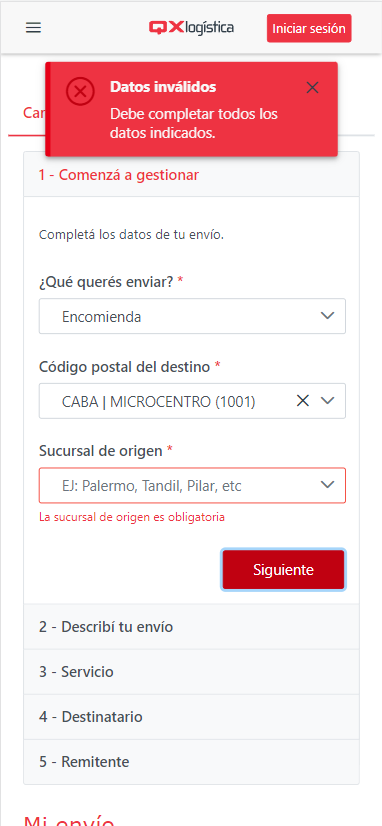 QX logística
Iniciar sesión
Datos inválidos
Debe completar todos los
datos indicados.
1 - Comenzá a gestionar
Completá los datos de tu envío.
¿Qué querés enviar? *
Encomienda
Código postal del destino *
CABA | MICROCENTRO (1001)
Sucursal de origen *
EJ: Palermo, Tandil, Pilar, etc
La sucursal de origen es obligatoria
Siguiente
2 - Describí tu envío
3 - Servicio
4 - Destinatario
5 - Remitente
Mi envío